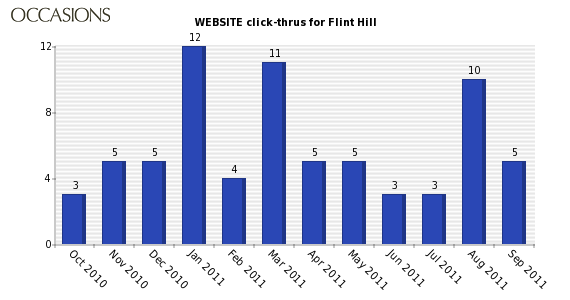 OCCASIONS
WEBSITE click-thrus for Flint Hill
12
8
4
0
3
5
5
12
4
11
5
5
3
3
10
5
Oct 2010
Nov 2010
Dec 2010
Jan 2011
Feb 2011
Mar 2011
Apr 2011
May 2011
Jun 2011
Jul 2011
Aug 2011
Sep 2011